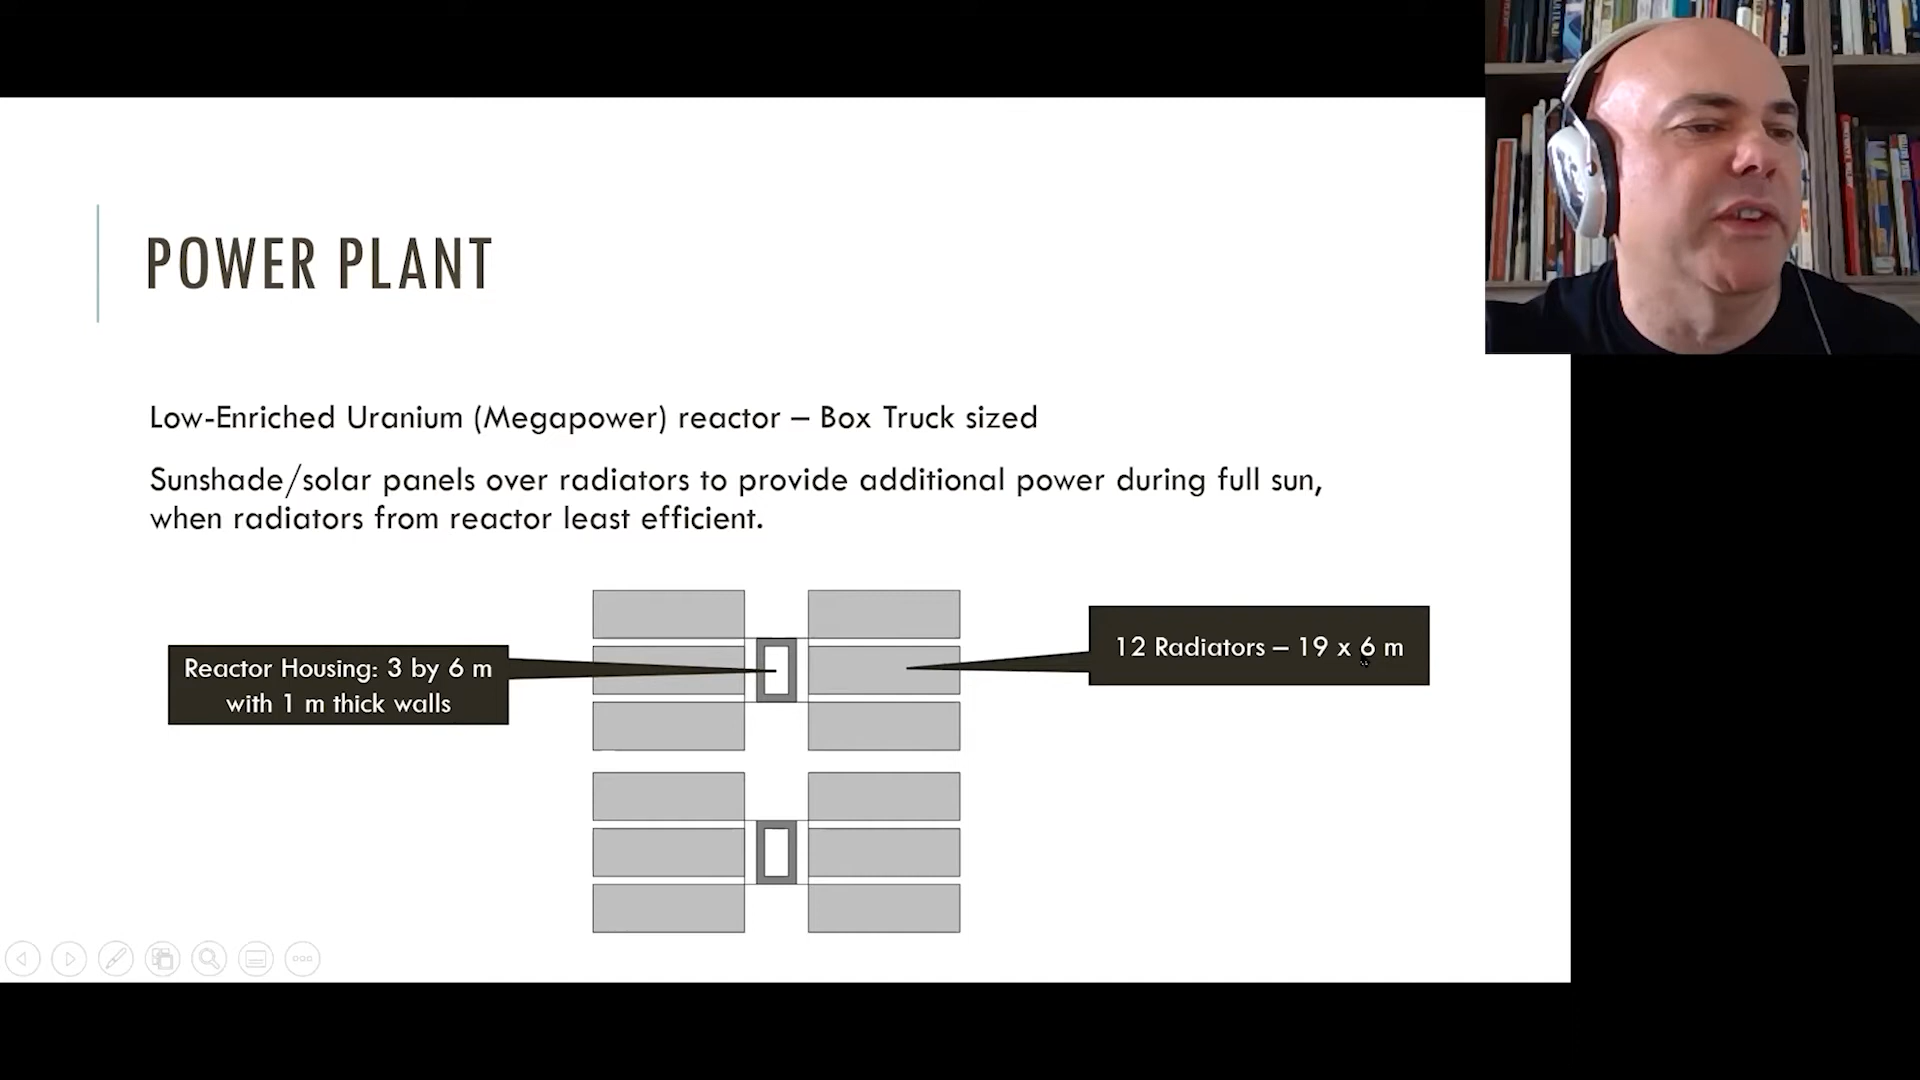 POWER PLANT
Low-Enriched Uranium (Megapower) reactor – Box Truck sized
Sunshade/solar panels over radiators to provide additional power during full sun,
when radiators from reactor least efficient.
Reactor Housing: 3 by 6 m
with 1 m thick walls
12 Radiators – 19 x 6 m